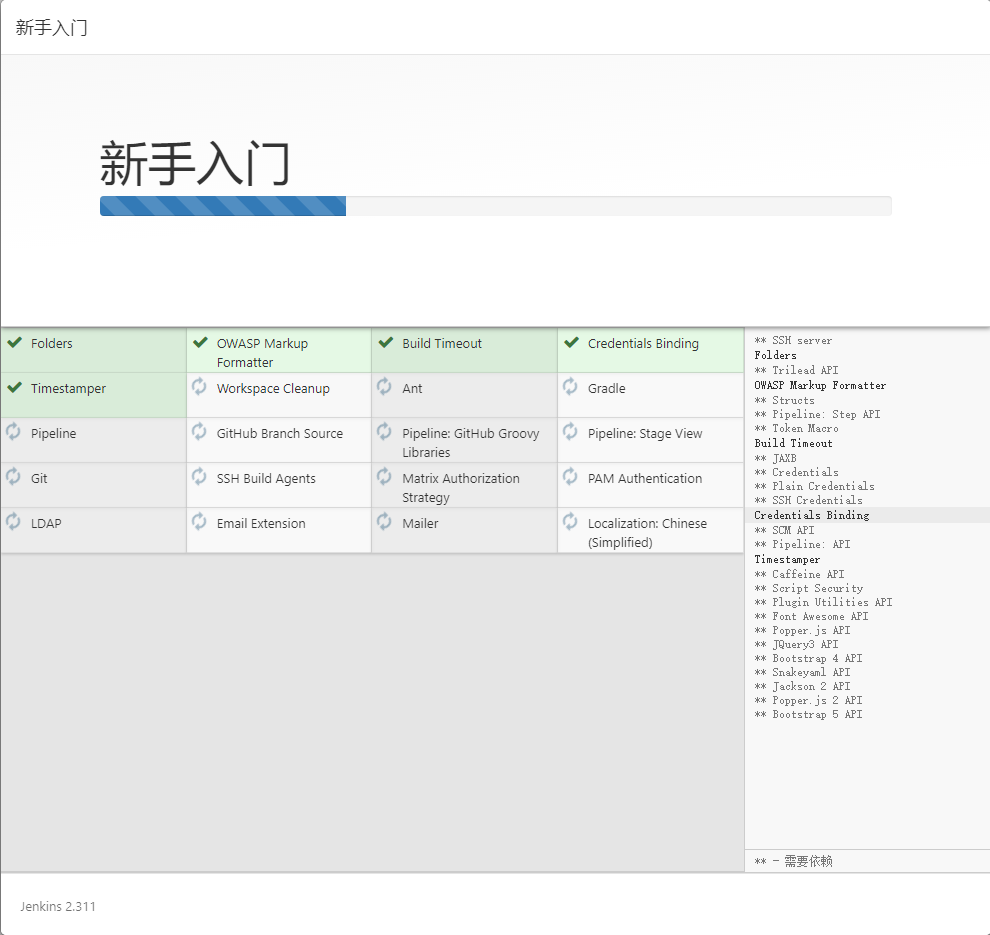 新手入门
新手入门
Folders
OWASP Markup
Formatter
Build Timeout
Credentials Binding
Timestamper
Workspace Cleanup
Ant
Gradle
Pipeline
GitHub Branch Source
Pipeline: GitHub Groovy
Libraries
Pipeline: Stage View
Git
SSH Build Agents
Matrix Authorization
Strategy
PAM Authentication
LDAP
Email Extension
Mailer
Localization: Chinese
(Simplified)
** SSH server
Folders
** Trilead API
OWASP Markup Formatter
** Structs
** Pipeline: Step API
** Token Macro
Build Timeout
** JAXB
** Credentials
** Plain Credentials
** SSH Credentials
Credentials Binding
** SCM API
** Pipeline: API
Timestamper
** Caffeine API
** Script Security
** Plugin Utilities API
** Font Awesome API
** Popper.js API
** JQuery3 API
** Bootstrap 4 API
** Snakeyaml API
** Jackson 2 API
** Popper.js 2 API
** Bootstrap 5 API
** - 需要依赖
Jenkins 2.311